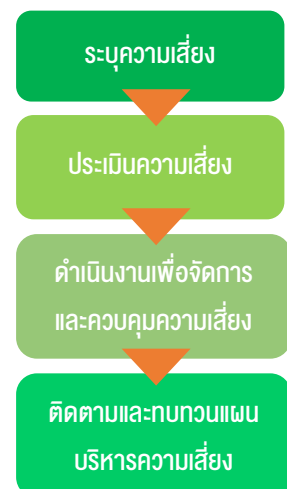 ระบุความเสี่ยง
ประเมินความเสี่ยง
ดำเนินงานเพื่อจัดการ
และควบคุมความเสี่ยง
ติดตามและทบทวนแผน
บริหารความเสี่ยง